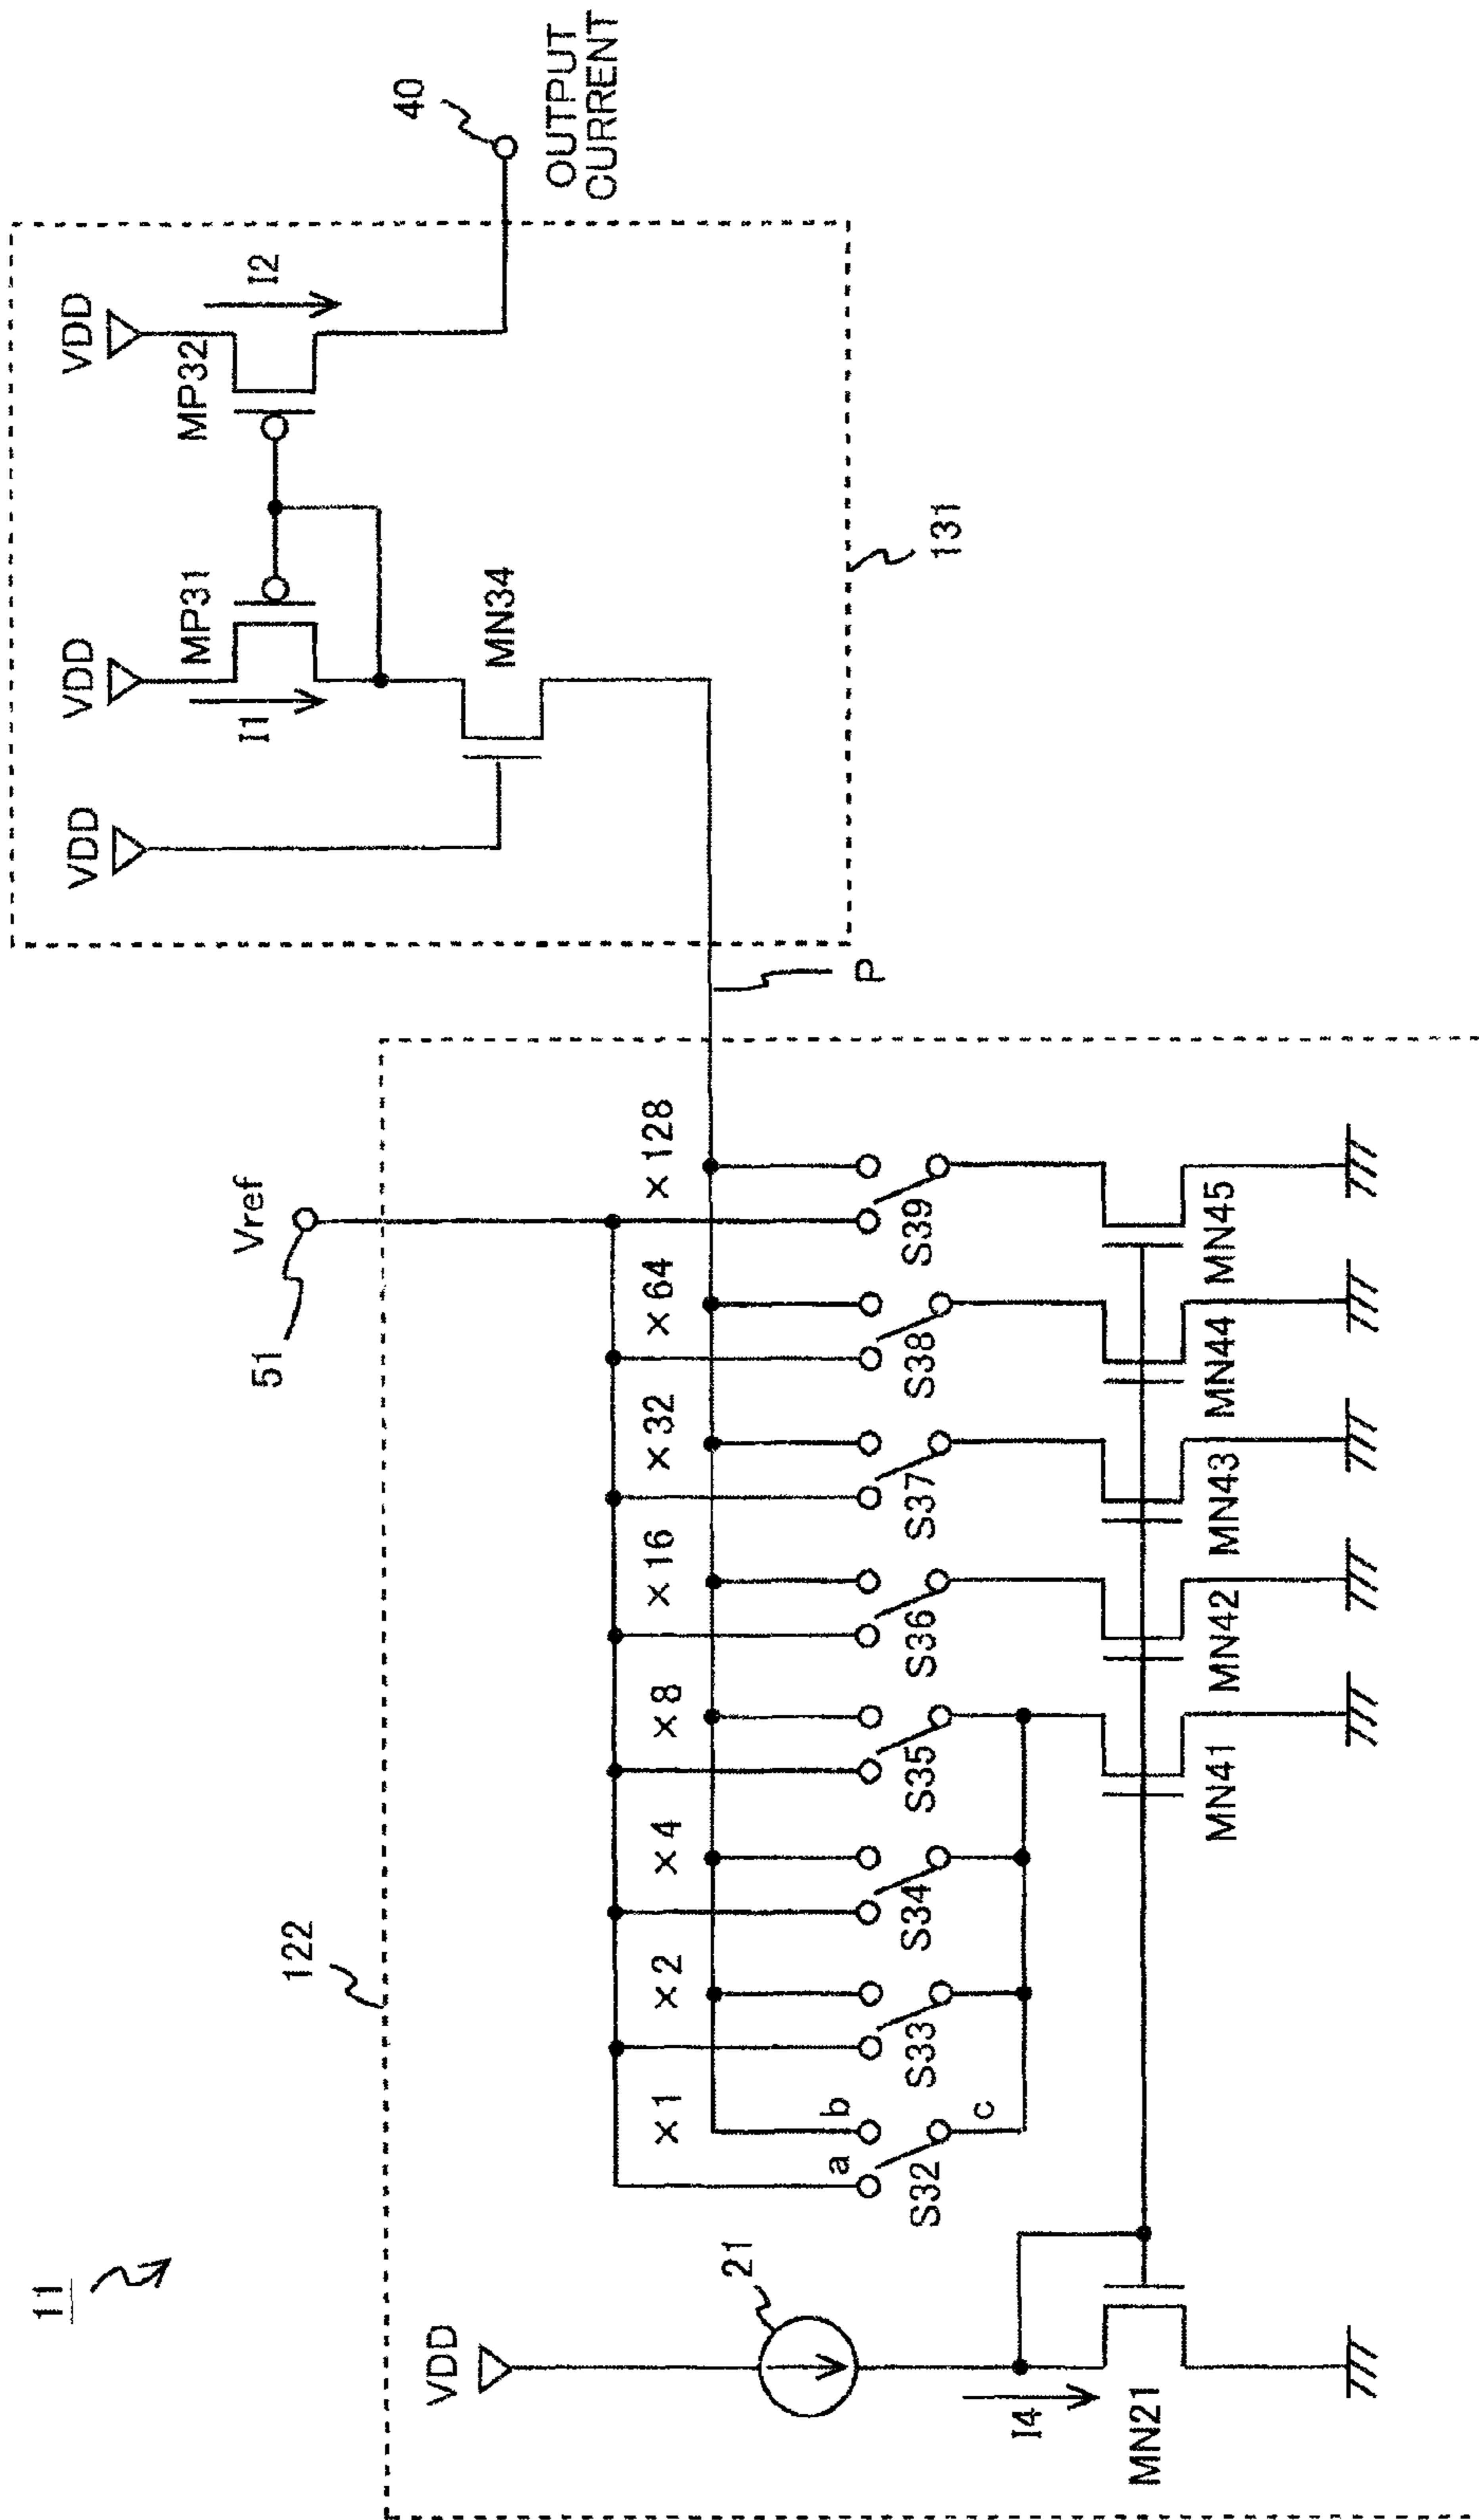 11
122
51
Vref
VDD
VDD
VDD
VDD
MP31
MP32
I1
I2
MN34
40
OUTPUT
CURRENT
131
P
21
I4
MN21
×1
×2
×4
×8
×16
×32
×64
×128
a
b
c
S32
S33
S34
S35
S36
S37
S38
S39
MN41
MN42
MN43
MN44
MN45